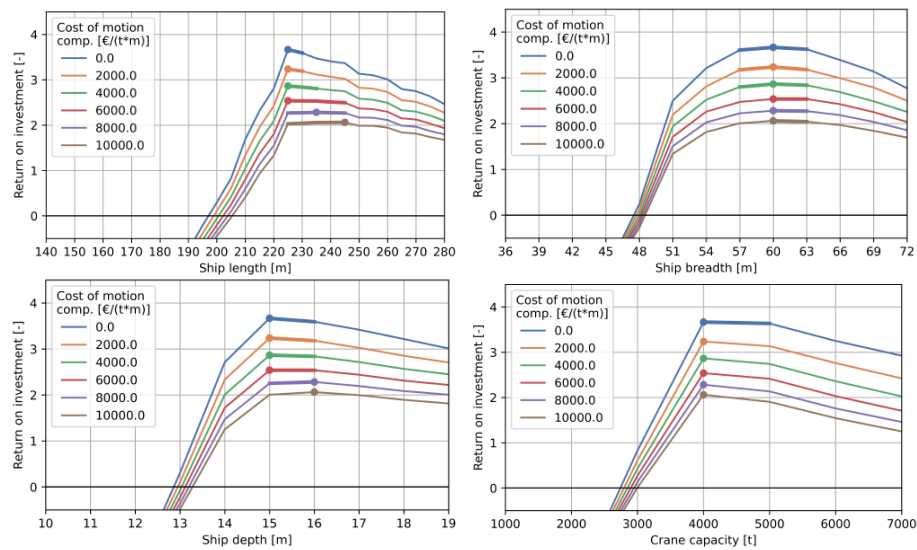 Cost of motion
comp. [€/(t*m)]
0.0
2000.0
4000.0
6000.0
8000.0
10000.0
Return on investment [-]
4
3
2
1
0
140 160 180 200 220 240 260 280
Ship length [m]
Cost of motion
comp. [€/(t*m)]
0.0
2000.0
4000.0
6000.0
8000.0
10000.0
Return on investment [-]
4
3
2
1
0
36 39 42 45 48 51 54 57 60 63 66 69 72
Ship breadth [m]
Cost of motion
comp. [€/(t*m)]
0.0
2000.0
4000.0
6000.0
8000.0
10000.0
Return on investment [-]
4
3
2
1
0
10 11 12 13 14 15 16 17 18 19
Ship depth [m]
Cost of motion
comp. [€/(t*m)]
0.0
2000.0
4000.0
6000.0
8000.0
10000.0
Return on investment [-]
4
3
2
1
0
1000 2000 3000 4000 5000 6000 7000
Crane capacity [t]